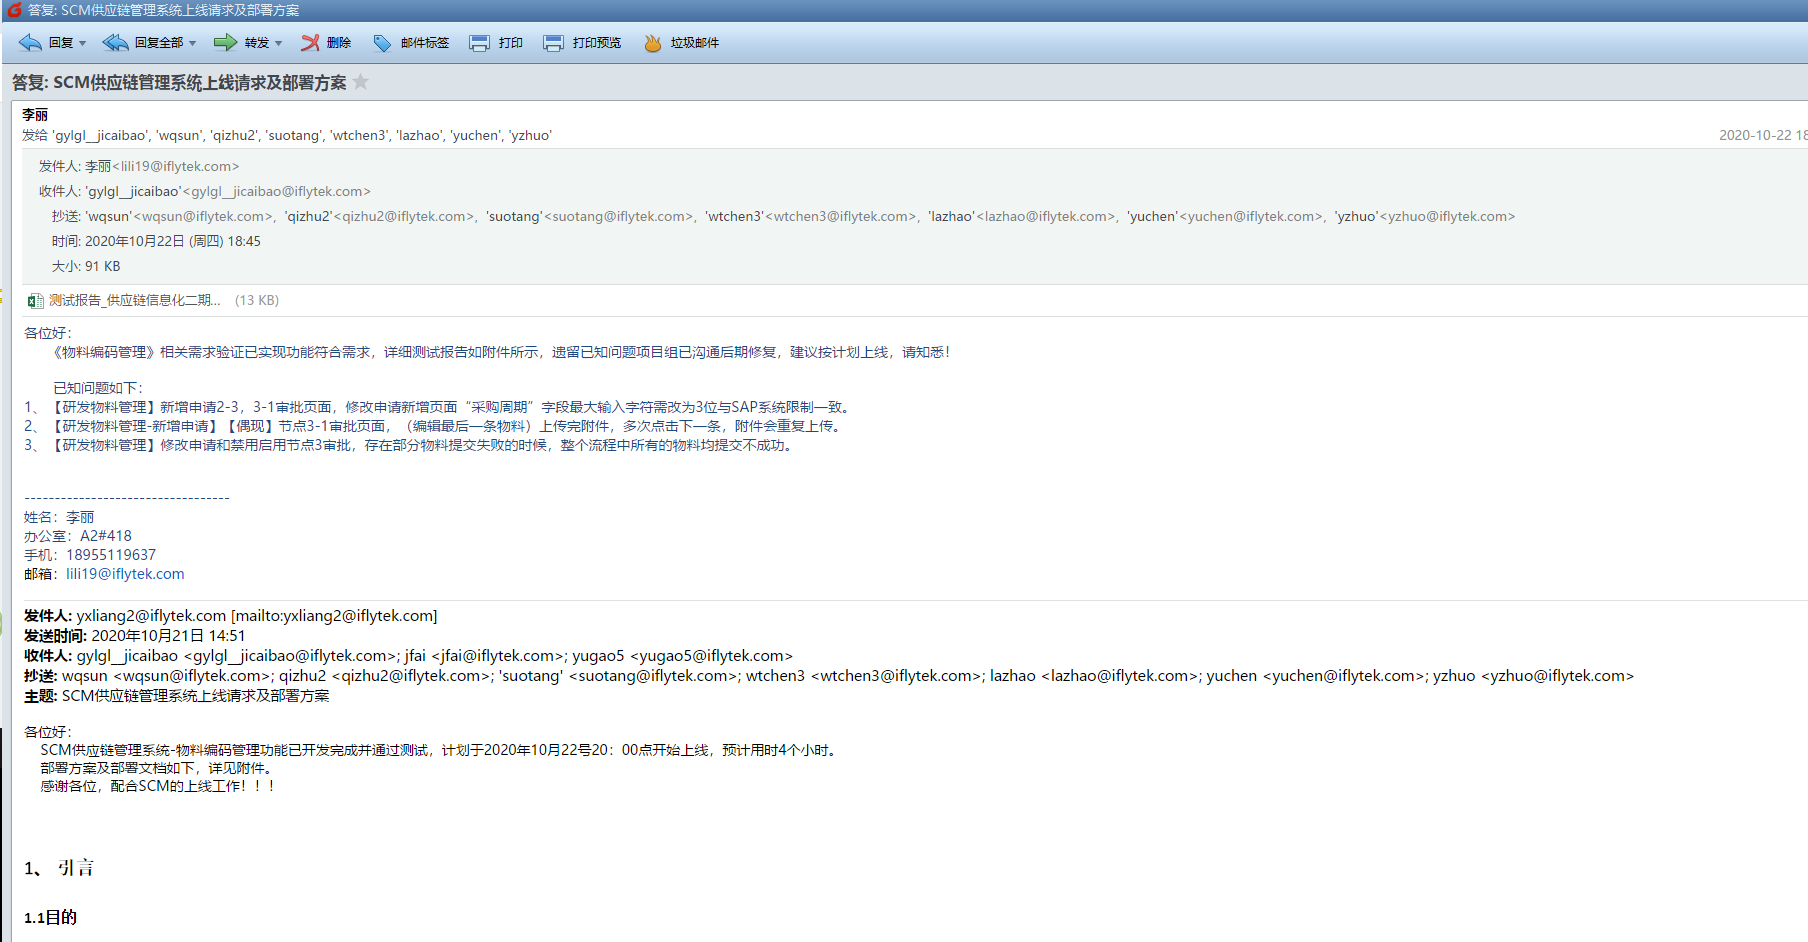 答复: SCM供应链管理系统上线请求及部署方案
回复 回复全部 转发 删除 邮件标签 打印 打印预览 垃圾邮件
答复: SCM供应链管理系统上线请求及部署方案
李丽
发给 'gylgl__jicaibao', 'wqsun', 'qizhu2', 'suotang', 'wtchen3', 'lazhao', 'yuchen', 'yzhuo'
2020-10-22 18
发件人: 李丽<lili19@iflytek.com>
收件人: 'gylgl__jicaibao'<gylgl__jicaibao@iflytek.com>
抄送: 'wqsun'<wqsun@iflytek.com>, 'qizhu2'<qizhu2@iflytek.com>, 'suotang'<suotang@iflytek.com>, 'wtchen3'<wtchen3@iflytek.com>, 'lazhao'<lazhao@iflytek.com>, 'yuchen'<yuchen@iflytek.com>, 'yzhuo'<yzhuo@iflytek.com>
时间: 2020年10月22日 (周四) 18:45
大小: 91 KB
测试报告_供应链信息化二期... (13 KB)
各位好：
《物料编码管理》相关需求验证已实现功能符合需求，详细测试报告如附件所示，遗留已知问题项目组已沟通后期修复，建议按计划上线，请知悉！
已知问题如下：
1、【研发物料管理】新增申请2-3，3-1审批页面，修改申请新增页面“采购周期”字段最大输入字符需改为3位与SAP系统限制一致。
2、【研发物料管理-新增申请】【偶现】节点3-1审批页面，（编辑最后一条物料）上传完附件，多次点击下一条，附件会重复上传。
3、【研发物料管理】修改申请和禁用启用节点3审批，存在部分物料提交失败的时候，整个流程中所有的物料均提交不成功。
----------------------------------
姓名：李丽
办公室：A2#418
手机：18955119637
邮箱：lili19@iflytek.com
发件人: yxliang2@iflytek.com [mailto:yxliang2@iflytek.com]
发送时间: 2020年10月21日 14:51
收件人: gylgl__jicaibao <gylgl__jicaibao@iflytek.com>; jfai <jfai@iflytek.com>; yugao5 <yugao5@iflytek.com>
抄送: wqsun <wqsun@iflytek.com>; qizhu2 <qizhu2@iflytek.com>; 'suotang' <suotang@iflytek.com>; wtchen3 <wtchen3@iflytek.com>; lazhao <lazhao@iflytek.com>; yuchen <yuchen@iflytek.com>; yzhuo <yzhuo@iflytek.com>
主题: SCM供应链管理系统上线请求及部署方案
各位好：
SCM供应链管理系统-物料编码管理功能已开发完成并通过测试，计划于2020年10月22号20：00点开始上线，预计用时4个小时。
部署方案及部署文档如下，详见附件。
感谢各位，配合SCM的上线工作！！！
1、 引言
1.1目的